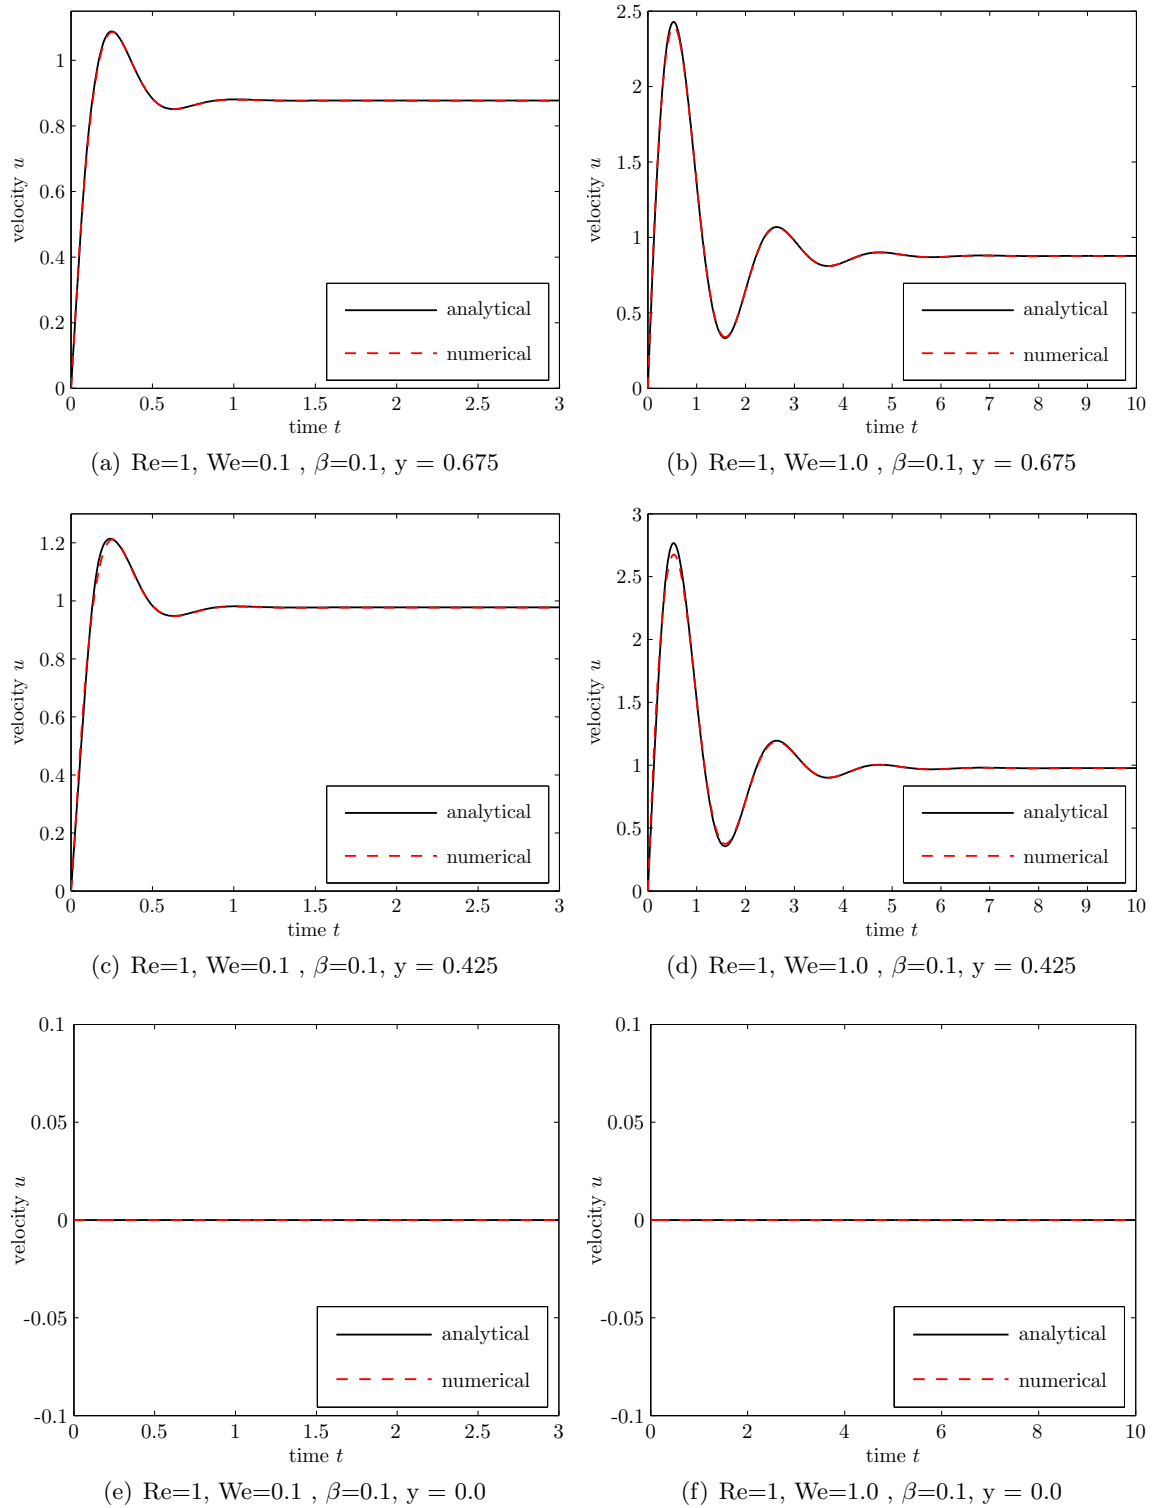 1
0.8
0.6
0.4
0.2
0
velocity u
0 0.5 1 1.5 2 2.5 3
time t
analytical
numerical
(a) Re=1, We=0.1 , β=0.1, y = 0.675
2.5
2
1.5
1
0.5
0
velocity u
0 1 2 3 4 5 6 7 8 9 10
time t
analytical
numerical
(b) Re=1, We=1.0 , β=0.1, y = 0.675
1.2
1
0.8
0.6
0.4
0.2
0
velocity u
0 0.5 1 1.5 2 2.5 3
time t
analytical
numerical
(c) Re=1, We=0.1 , β=0.1, y = 0.425
3
2.5
2
1.5
1
0.5
0
velocity u
0 1 2 3 4 5 6 7 8 9 10
time t
analytical
numerical
(d) Re=1, We=1.0 , β=0.1, y = 0.425
0.1
0.05
0
-0.05
-0.1
velocity u
0 0.5 1 1.5 2 2.5 3
time t
analytical
numerical
(e) Re=1, We=0.1 , β=0.1, y = 0.0
0.1
0.05
0
-0.05
-0.1
velocity u
0 2 4 6 8 10
time t
analytical
numerical
(f) Re=1, We=1.0 , β=0.1, y = 0.0